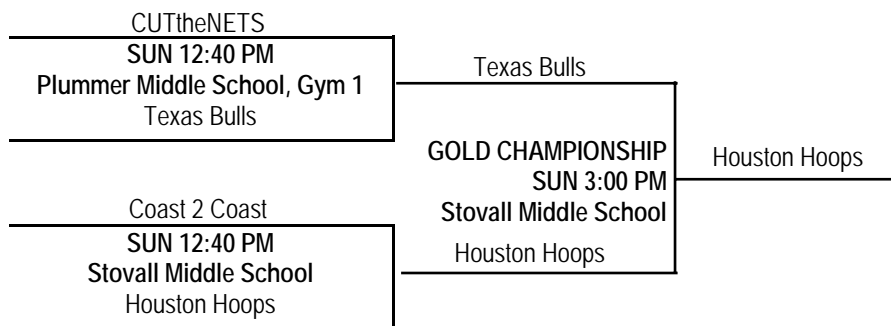 CUTtheNETS
SUN 12:40 PM
Plummer Middle School, Gym 1
Texas Bulls
Texas Bulls
GOLD CHAMPIONSHIP
SUN 3:00 PM
Stovall Middle School
Houston Hoops
Coast 2 Coast
SUN 12:40 PM
Stovall Middle School
Houston Hoops
Houston Hoops